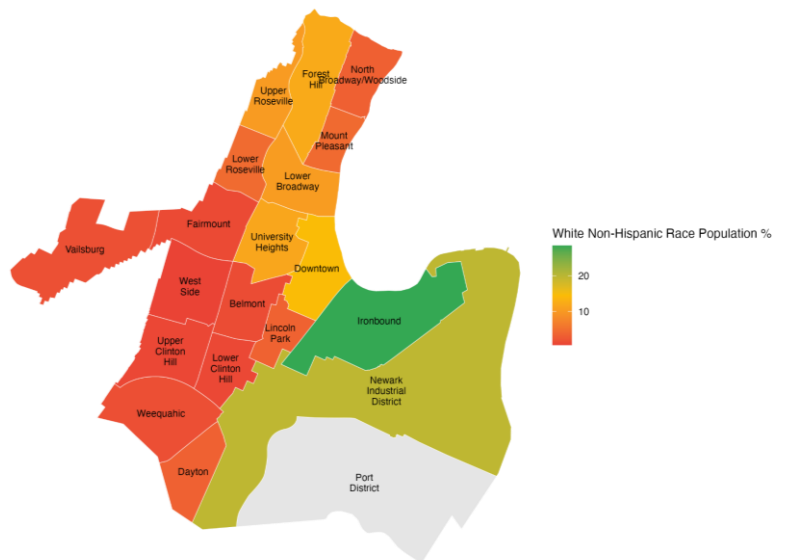 North
Forest
Hill
Broadway/Woodside
Upper
Roseville
Mount
Pleasant
Lower
Roseville
Lower
Broadway
Fairmount
Vailsburg
University
Heights
White Non-Hispanic Race Population %
20
10
Downtown
West
Side
Belmont
Ironbound
Lincoln
Park
Upper
Clinton
Hill
Lower
Clinton
Hill
Newark
Industrial
District
Weequahic
Dayton
Port
District